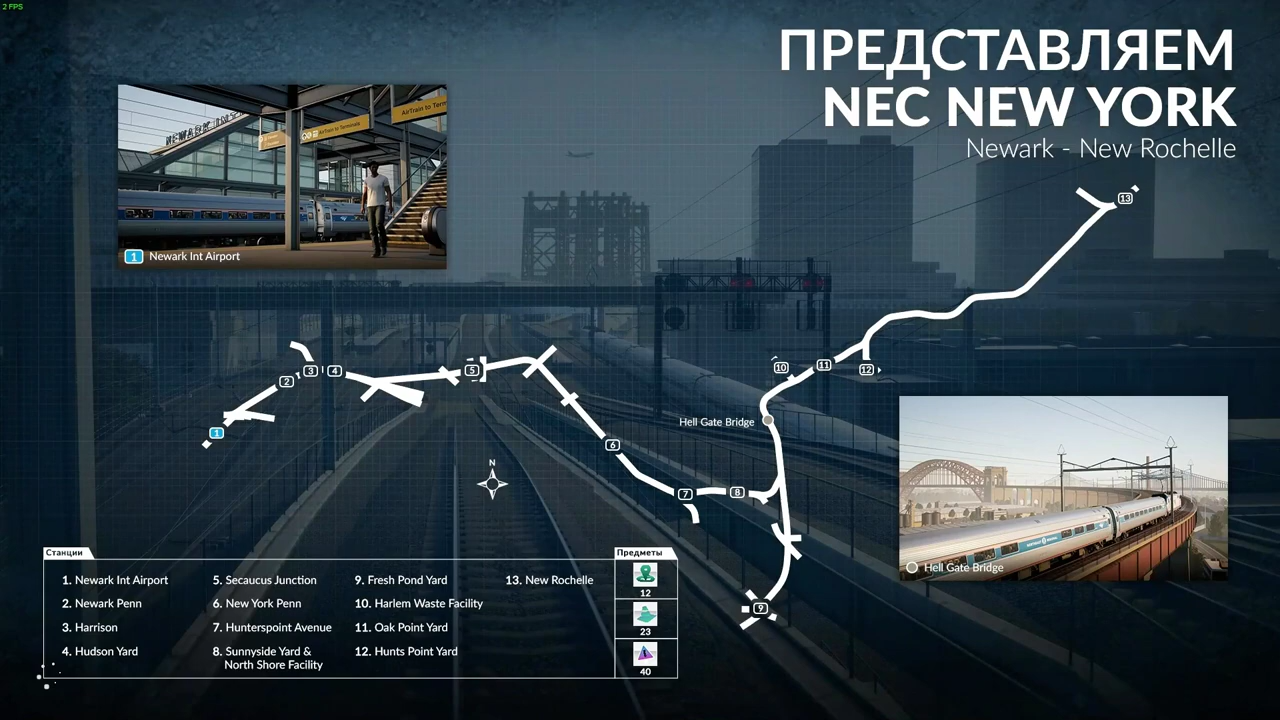 2 FPS
ПРЕДСТАВЛЯЕМ
NEC NEW YORK
Newark - New Rochelle
NEWARK INT
AirTrain to Terminals
AirTrain to Term
1 Newark Int Airport
13
10
11
12
3
4
5
2
1
Hell Gate Bridge
6
N
7
8
9
Hell Gate Bridge
Станции
1. Newark Int Airport
2. Newark Penn
3. Harrison
4. Hudson Yard
5. Secaucus Junction
6. New York Penn
7. Hunterspoint Avenue
8. Sunnyside Yard &
North Shore Facility
9. Fresh Pond Yard
10. Harlem Waste Facility
11. Oak Point Yard
12. Hunts Point Yard
13. New Rochelle
Предметы
12
23
40